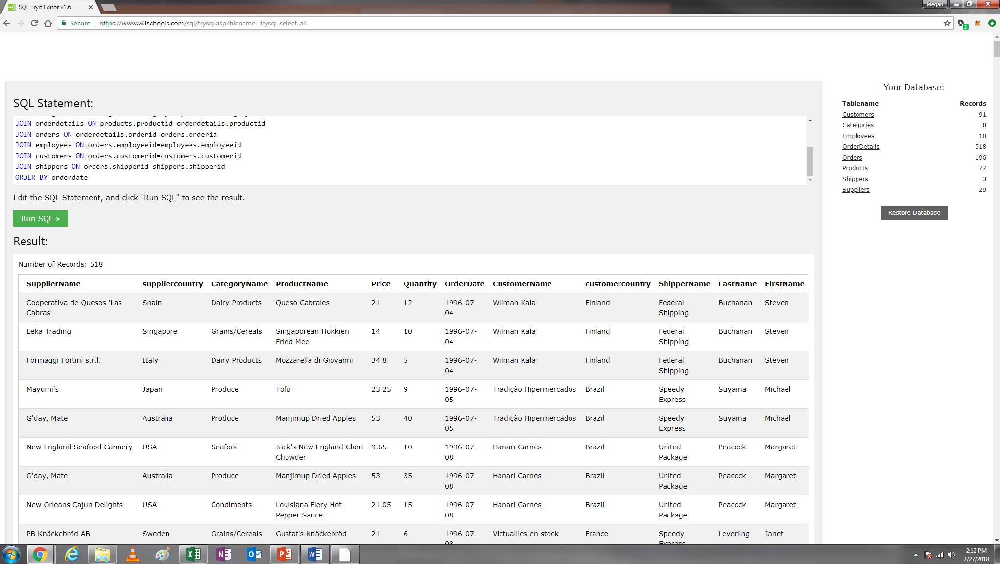 SQL Tryit Editor v1.6
Megan
Secure
https://www.w3schools.com/sql/trysql.asp?filename=trysql_select_all
2
SQL Statement:
JOIN orderdetails ON products.productid=orderdetails.productid
JOIN orders ON orderdetails.orderid=orders.orderid
JOIN employees ON orders.employeeid=employees.employeeid
JOIN customers ON orders.customerid=customers.customerid
JOIN shippers ON orders.shipperid=shippers.shipperid
ORDER BY orderdate
Edit the SQL Statement, and click "Run SQL" to see the result.
Run SQL »
Your Database:
Tablename Records
Customers 91
Categories 8
Employees 10
OrderDetails 518
Orders 196
Products 77
Shippers 3
Suppliers 29
Restore Database
Result:
Number of Records: 518
SupplierName suppliercountry CategoryName ProductName Price Quantity OrderDate CustomerName customercountry ShipperName LastName FirstName
Cooperativa de Quesos 'Las Spain Dairy Products Queso Cabrales 21 12 1996-07- Wilman Kala Finland Federal Buchanan Steven
Cabras' 04 Shipping
Leka Trading Singapore Grains/Cereals Singaporean Hokkien 14 10 1996-07- Wilman Kala Finland Federal Buchanan Steven
Fried Mee 04 Shipping
Formaggi Fortini s.r.l. Italy Dairy Products Mozzarella di Giovanni 34.8 5 1996-07- Wilman Kala Finland Federal Buchanan Steven
04 Shipping
Mayumi's Japan Produce Tofu 23.25 9 1996-07- Tradição Hipermercados Brazil Speedy Suyama Michael
05 Express
G'day, Mate Australia Produce Manjimup Dried Apples 53 40 1996-07- Tradição Hipermercados Brazil Speedy Suyama Michael
05 Express
New England Seafood Cannery USA Seafood Jack's New England Clam 9.65 10 1996-07- Hanari Carnes Brazil United Peacock Margaret
Chowder 08 Package
G'day, Mate Australia Produce Manjimup Dried Apples 53 35 1996-07- Hanari Carnes Brazil United Peacock Margaret
08 Package
New Orleans Cajun Delights USA Condiments Louisiana Fiery Hot 21.05 15 1996-07- Hanari Carnes Brazil United Peacock Margaret
Pepper Sauce 08 Package
PB Knäckebröd AB Sweden Grains/Cereals Gustaf's Knäckebröd 21 6 1996-07- Victuailles en stock France Speedy Leverling Janet
08 Express
2:12 PM
7/27/2018